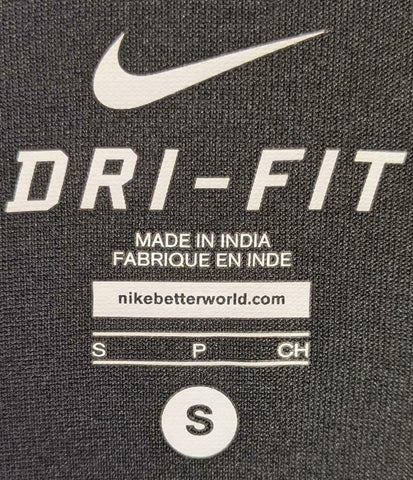 DRI-FIT
MADE IN INDIA
FABRIQUE EN INDE
nikebetterworld.com
S P CH
S